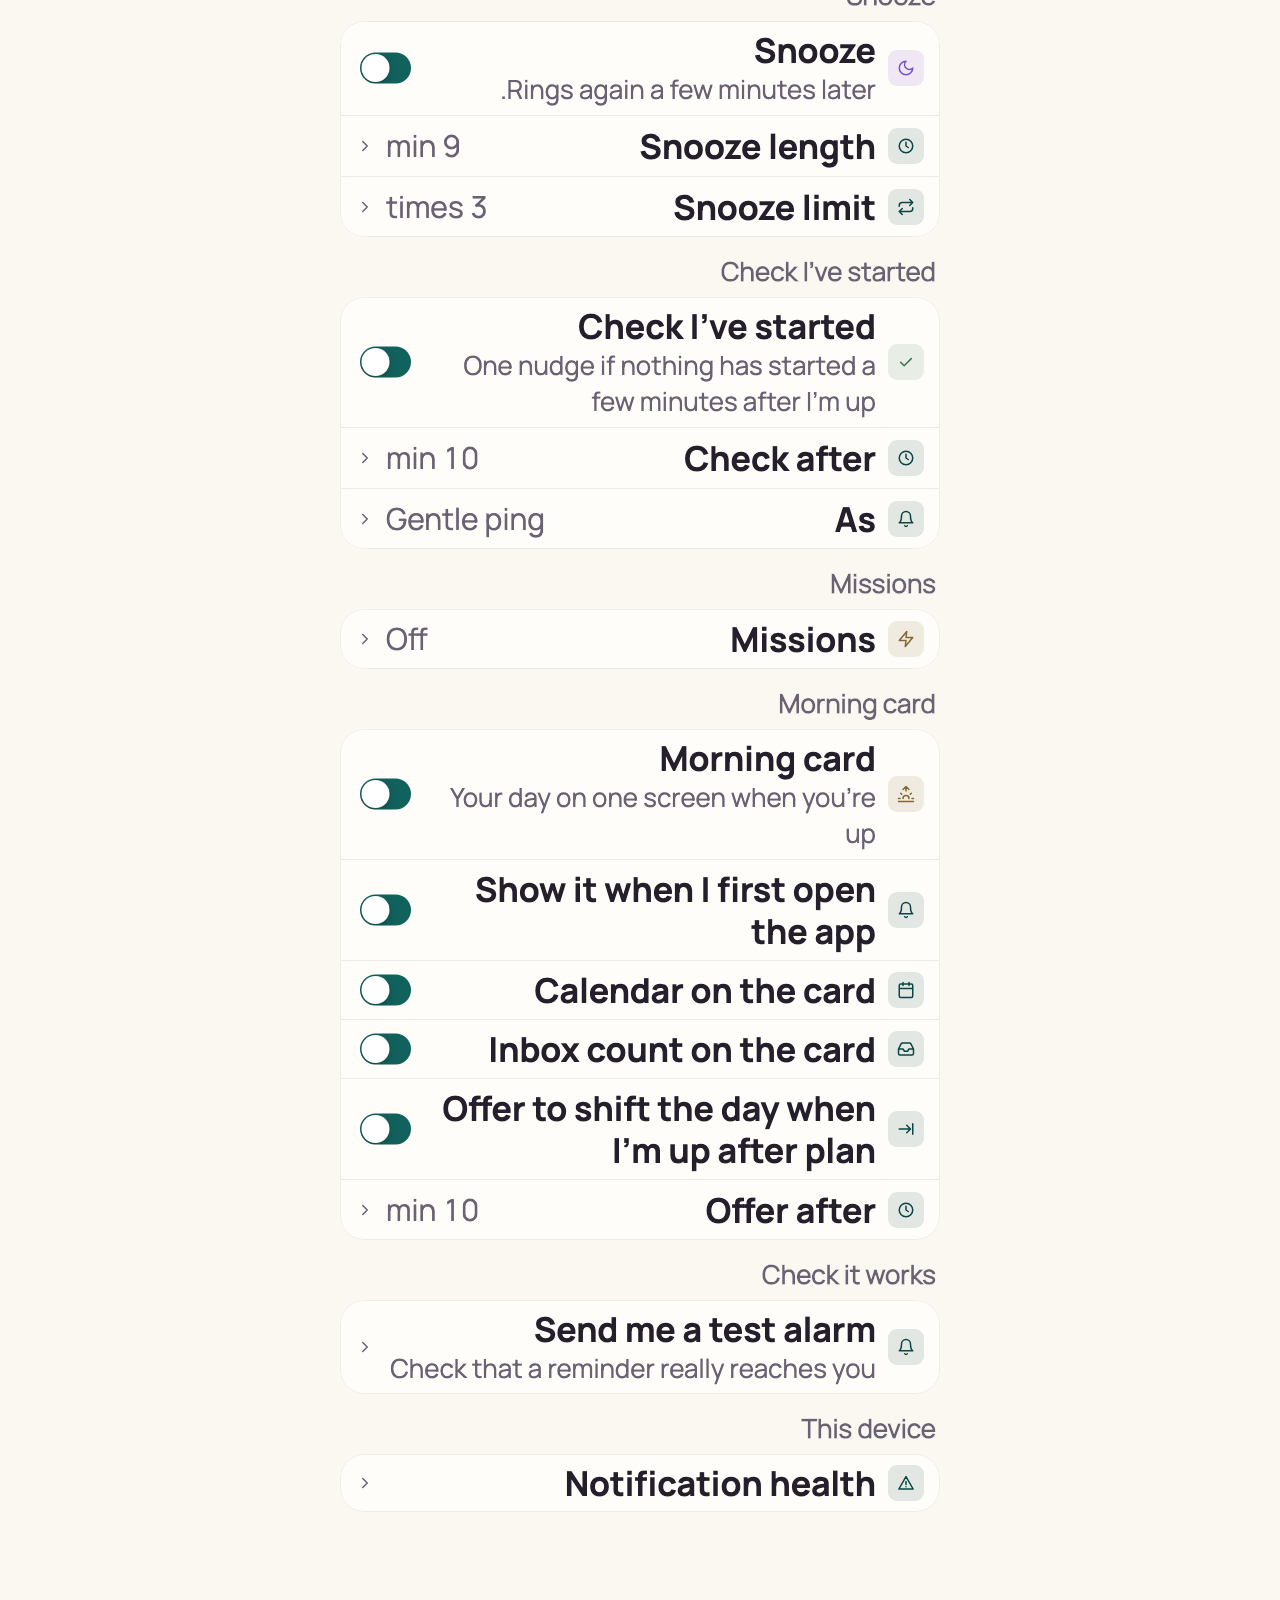 Snooze
Snooze
.Rings again a few minutes later
Snooze length
min 9
Snooze limit
times 3
Check I've started
Check I've started
One nudge if nothing has started a
few minutes after I'm up
Check after
min 10
As
Gentle ping
Missions
Missions
Off
Morning card
Morning card
Your day on one screen when you're
up
Show it when I first open
the app
Calendar on the card
Inbox count on the card
Offer to shift the day when
I'm up after plan
Offer after
min 10
Check it works
Send me a test alarm
Check that a reminder really reaches you
This device
Notification health